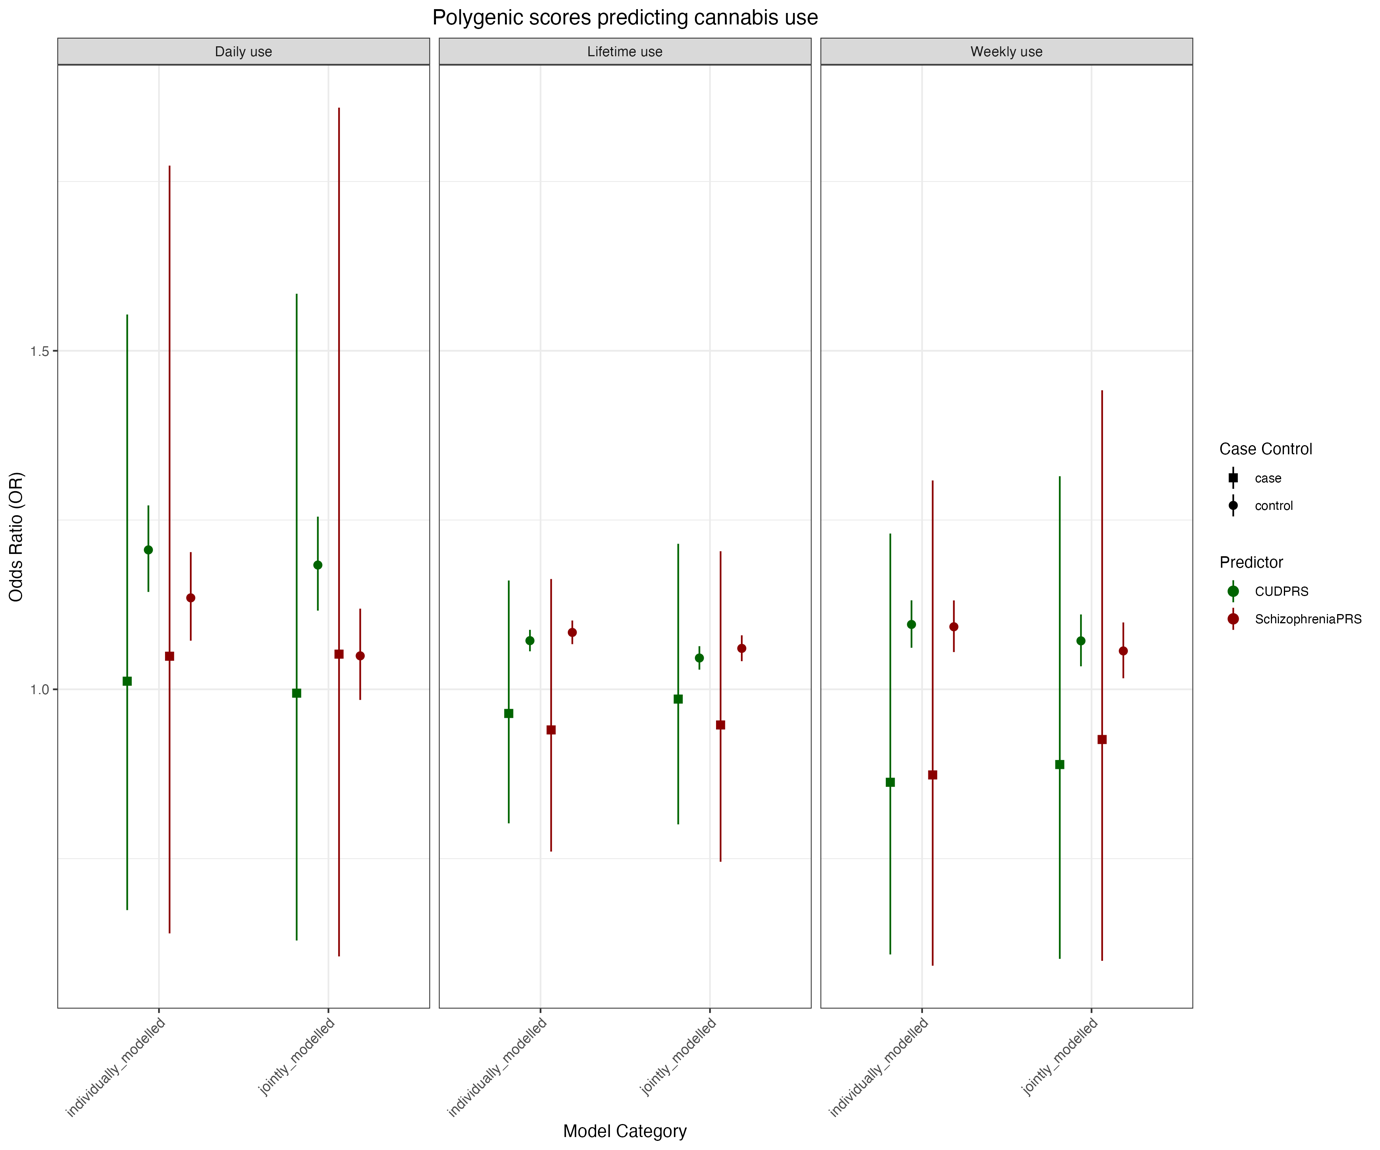 Polygenic scores predicting cannabis use
Daily use
Lifetime use
Weekly use
Odds Ratio (OR)
1.5
1.0
individually_modelled
jointly_modelled
individually_modelled
jointly_modelled
individually_modelled
jointly_modelled
Model Category
Case Control
case
control
Predictor
CUDPRS
SchizophreniaPRS